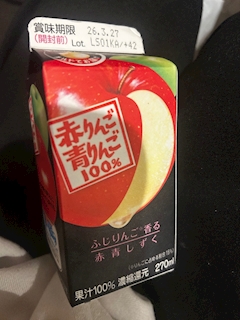 賞味期限
(開封前)
26.3.27
Lot. LS01KA/+42
赤りんご
青りんご
100%
ふじりんご香る
赤青しずく
果汁100% 濃縮還元 270ml